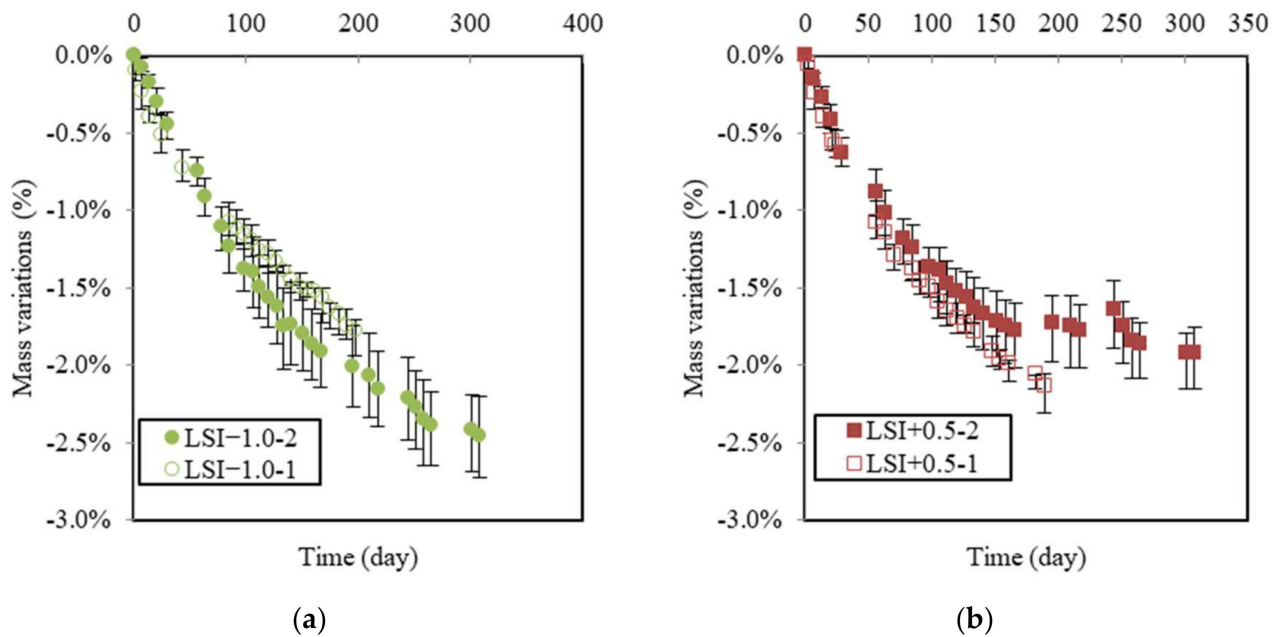 0 100 200 300 400
0.0%
-0.5%
-1.0%
-1.5%
-2.0%
-2.5%
-3.0%
Mass variations (%)
LSI−1.0-2
LSI−1.0-1
Time (day)
(a)
0 50 100 150 200 250 300 350
0.0%
-0.5%
-1.0%
-1.5%
-2.0%
-2.5%
-3.0%
Mass variations (%)
LSI+0.5-2
LSI+0.5-1
Time (day)
(b)